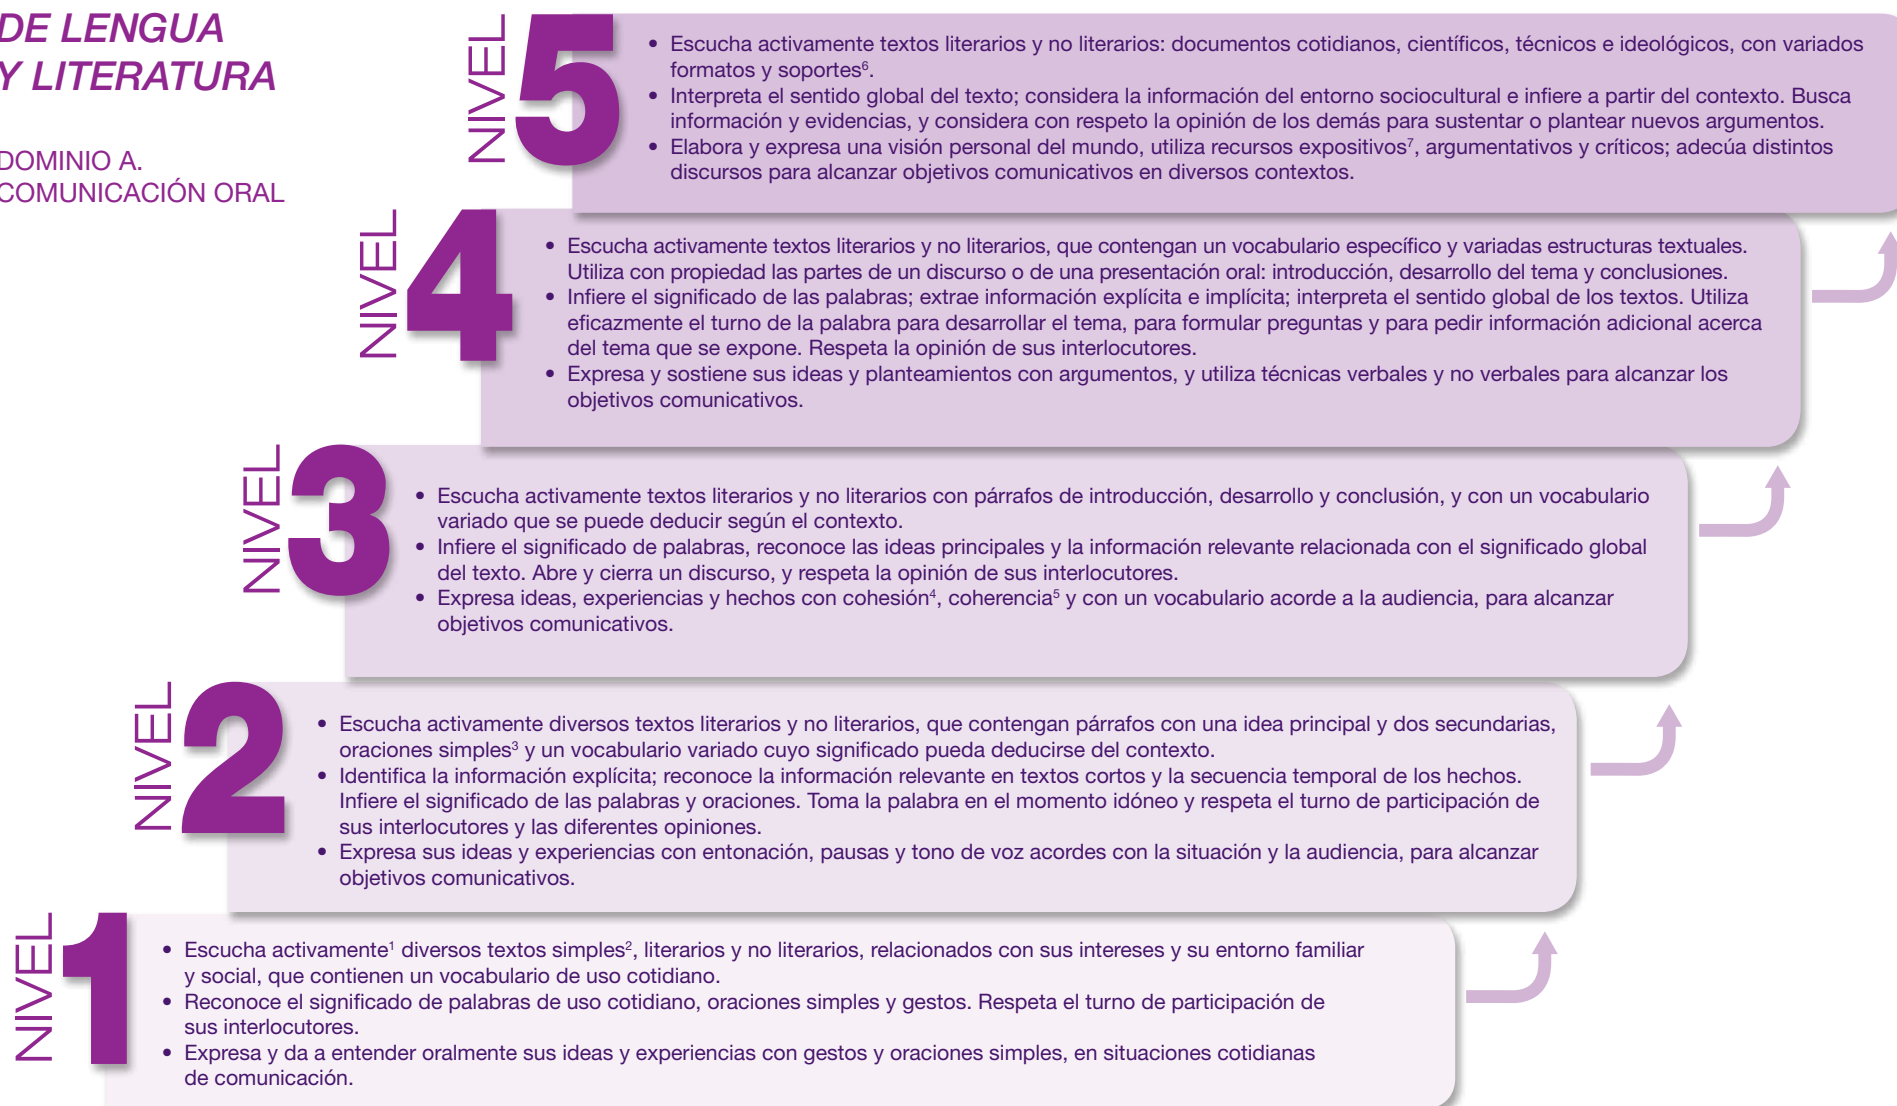 DE LENGUA
Y LITERATURA
DOMINIO A.
COMUNICACIÓN ORAL
NIVEL 5
• Escucha activamente textos literarios y no literarios: documentos cotidianos, científicos, técnicos e ideológicos, con variados
formatos y soportes⁶.
• Interpreta el sentido global del texto; considera la información del entorno sociocultural e infiere a partir del contexto. Busca
información y evidencias, y considera con respeto la opinión de los demás para sustentar o plantear nuevos argumentos.
• Elabora y expresa una visión personal del mundo, utiliza recursos expositivos⁷, argumentativos y críticos; adecúa distintos
discursos para alcanzar objetivos comunicativos en diversos contextos.
NIVEL 4
• Escucha activamente textos literarios y no literarios, que contengan un vocabulario específico y variadas estructuras textuales.
Utiliza con propiedad las partes de un discurso o de una presentación oral: introducción, desarrollo del tema y conclusiones.
• Infiere el significado de las palabras; extrae información explícita e implícita; interpreta el sentido global de los textos. Utiliza
eficazmente el turno de la palabra para desarrollar el tema, para formular preguntas y para pedir información adicional acerca
del tema que se expone. Respeta la opinión de sus interlocutores.
• Expresa y sostiene sus ideas y planteamientos con argumentos, y utiliza técnicas verbales y no verbales para alcanzar los
objetivos comunicativos.
NIVEL 3
• Escucha activamente textos literarios y no literarios con párrafos de introducción, desarrollo y conclusión, y con un vocabulario
variado que se puede deducir según el contexto.
• Infiere el significado de palabras, reconoce las ideas principales y la información relevante relacionada con el significado global
del texto. Abre y cierra un discurso, y respeta la opinión de sus interlocutores.
• Expresa ideas, experiencias y hechos con cohesión⁴, coherencia⁵ y con un vocabulario acorde a la audiencia, para alcanzar
objetivos comunicativos.
NIVEL 2
• Escucha activamente diversos textos literarios y no literarios, que contengan párrafos con una idea principal y dos secundarias,
oraciones simples³ y un vocabulario variado cuyo significado pueda deducirse del contexto.
• Identifica la información explícita; reconoce la información relevante en textos cortos y la secuencia temporal de los hechos.
Infiere el significado de las palabras y oraciones. Toma la palabra en el momento idóneo y respeta el turno de participación de
sus interlocutores y las diferentes opiniones.
• Expresa sus ideas y experiencias con entonación, pausas y tono de voz acordes con la situación y la audiencia, para alcanzar
objetivos comunicativos.
NIVEL 1
• Escucha activamente¹ diversos textos simples², literarios y no literarios, relacionados con sus intereses y su entorno familiar
y social, que contienen un vocabulario de uso cotidiano.
• Reconoce el significado de palabras de uso cotidiano, oraciones simples y gestos. Respeta el turno de participación de
sus interlocutores.
• Expresa y da a entender oralmente sus ideas y experiencias con gestos y oraciones simples, en situaciones cotidianas
de comunicación.